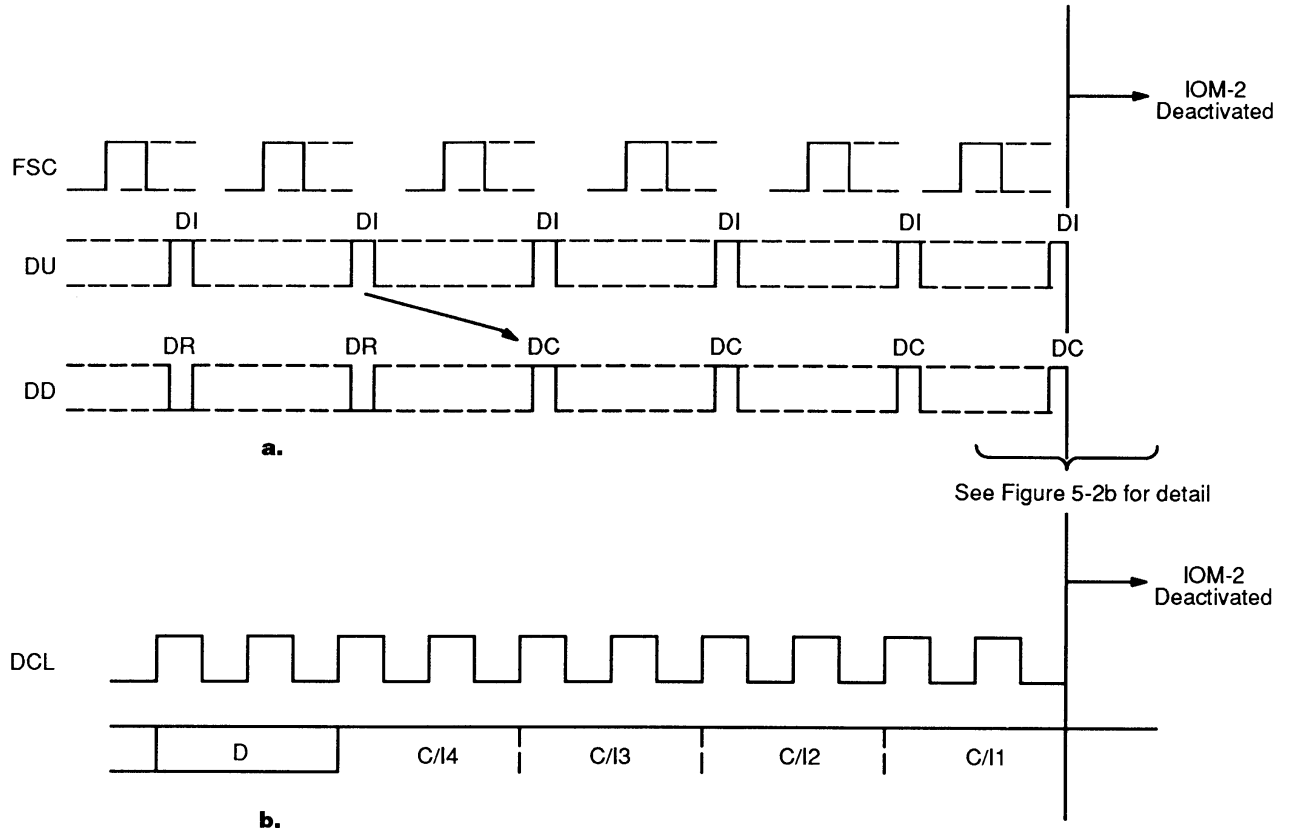 IOM-2
Deactivated
FSC
DI DI DI DI DI DI
DU
DR DR DC DC DC DC
DD
a.
See Figure 5-2b for detail
IOM-2
Deactivated
DCL
D C/I4 C/I3 C/I2 C/I1
b.